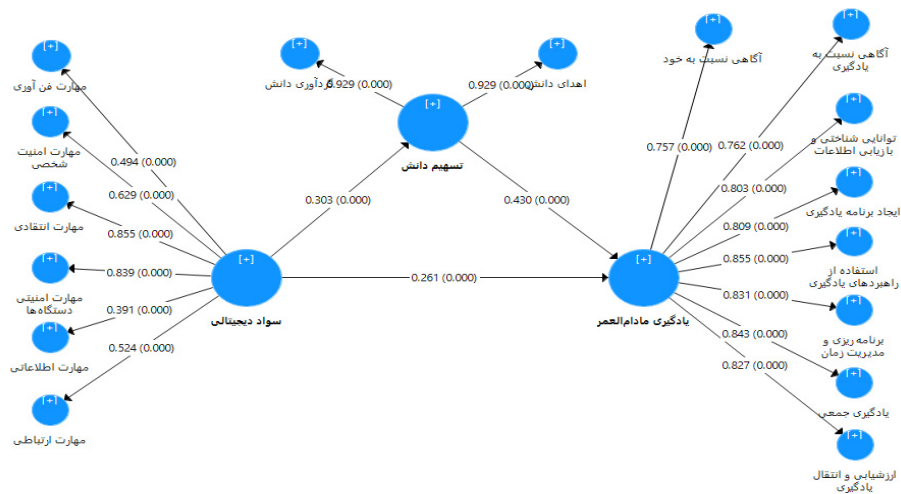 [+]
مهارت فن آوری
[+]
مهارت امنیت
شخصی
[+]
مهارت انتقادی
[+]
مهارت امنیتی
دستگاه‌ها
[+]
مهارت اطلاعاتی
[+]
مهارت ارتباطی
0.494 (0.000)
0.629 (0.000)
0.855 (0.000)
0.839 (0.000)
0.391 (0.000)
0.524 (0.000)
[+]
سواد دیجیتالی
[+]
گردآوری دانش
0.929 (0.000)
[+]
اهدای دانش
0.929 (0.000)
[+]
تسهیم دانش
0.303 (0.000)
0.430 (0.000)
0.261 (0.000)
[+]
یادگیری مادام‌العمر
0.757 (0.000)
0.762 (0.000)
0.803 (0.000)
0.809 (0.000)
0.855 (0.000)
0.831 (0.000)
0.843 (0.000)
0.827 (0.000)
[+]
آگاهی نسبت به خود
[+]
آگاهی نسبت به
یادگیری
[+]
توانایی شناختی و
بازیابی اطلاعات
[+]
ایجاد برنامه یادگیری
[+]
استفاده از
راهبردهای یادگیری
[+]
برنامه ریزی و
مدیریت زمان
[+]
یادگیری جمعی
[+]
ارزشیابی و انتقال
یادگیری